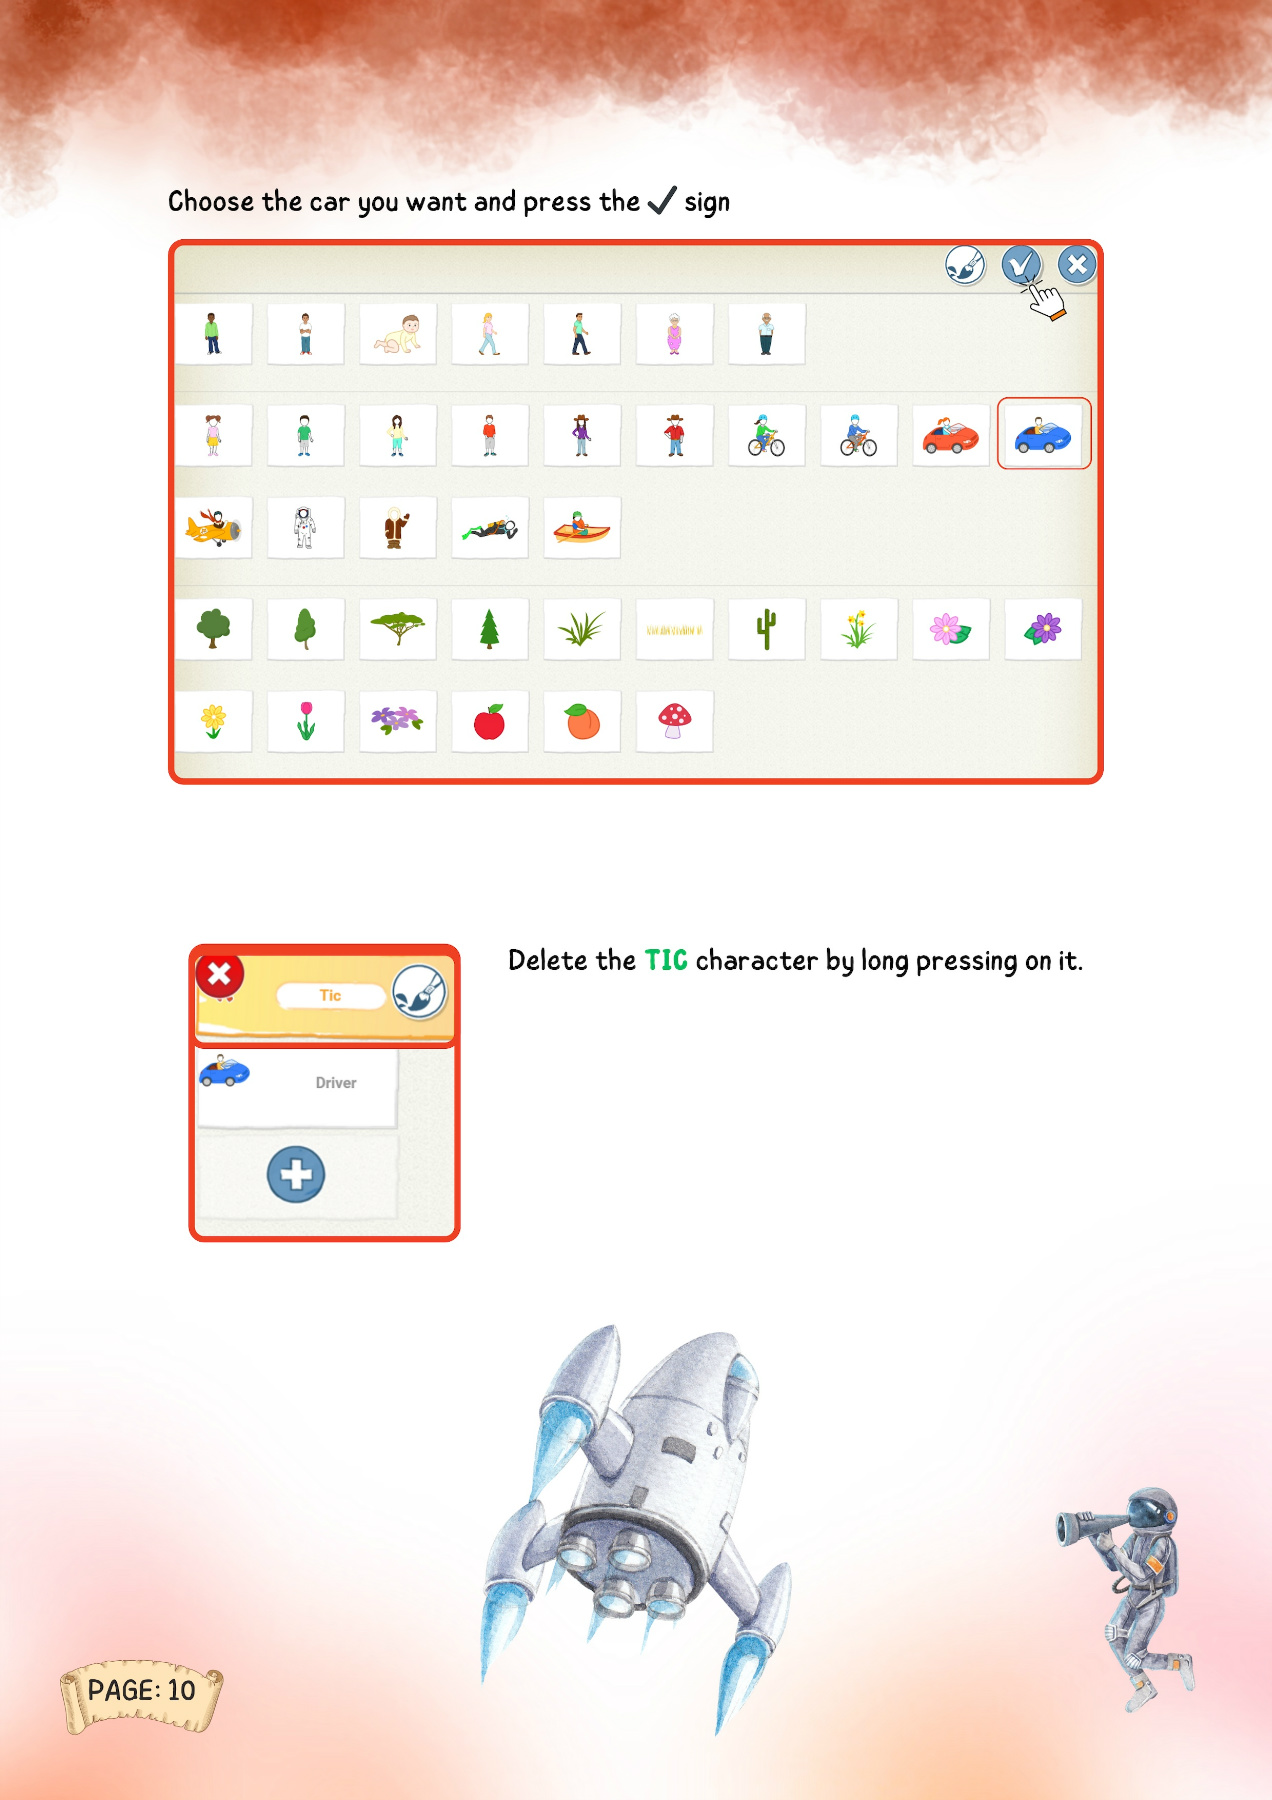 Choose the car you want and press the ✓ sign
Delete the TIC character by long pressing on it.
Tic
Driver
PAGE: 10